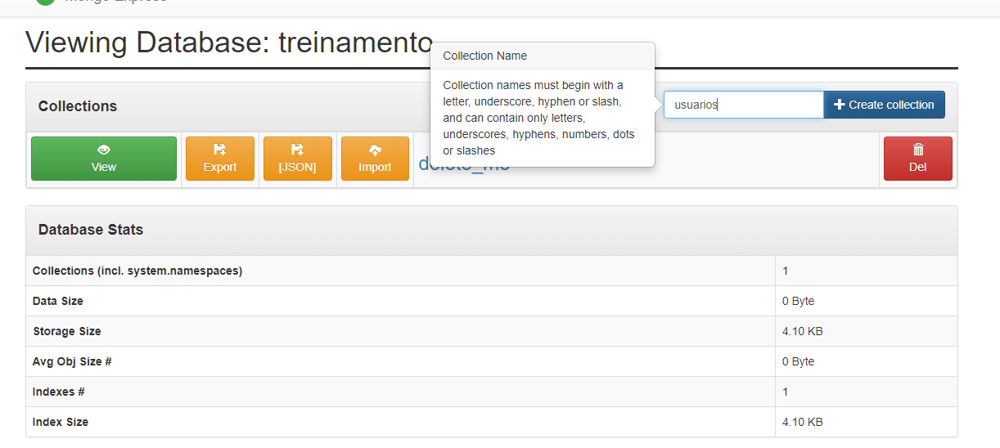 Mongo Express
Viewing Database: treinamento
Collection Name
Collection names must begin with a
letter, underscore, hyphen or slash,
and can contain only letters,
underscores, hyphens, numbers, dots
or slashes
Collections
usuarios
Create collection
View
Export
[JSON]
Import
delete_me
Del
Database Stats
Collections (incl. system.namespaces) 1
Data Size 0 Byte
Storage Size 4.10 KB
Avg Obj Size # 0 Byte
Indexes # 1
Index Size 4.10 KB